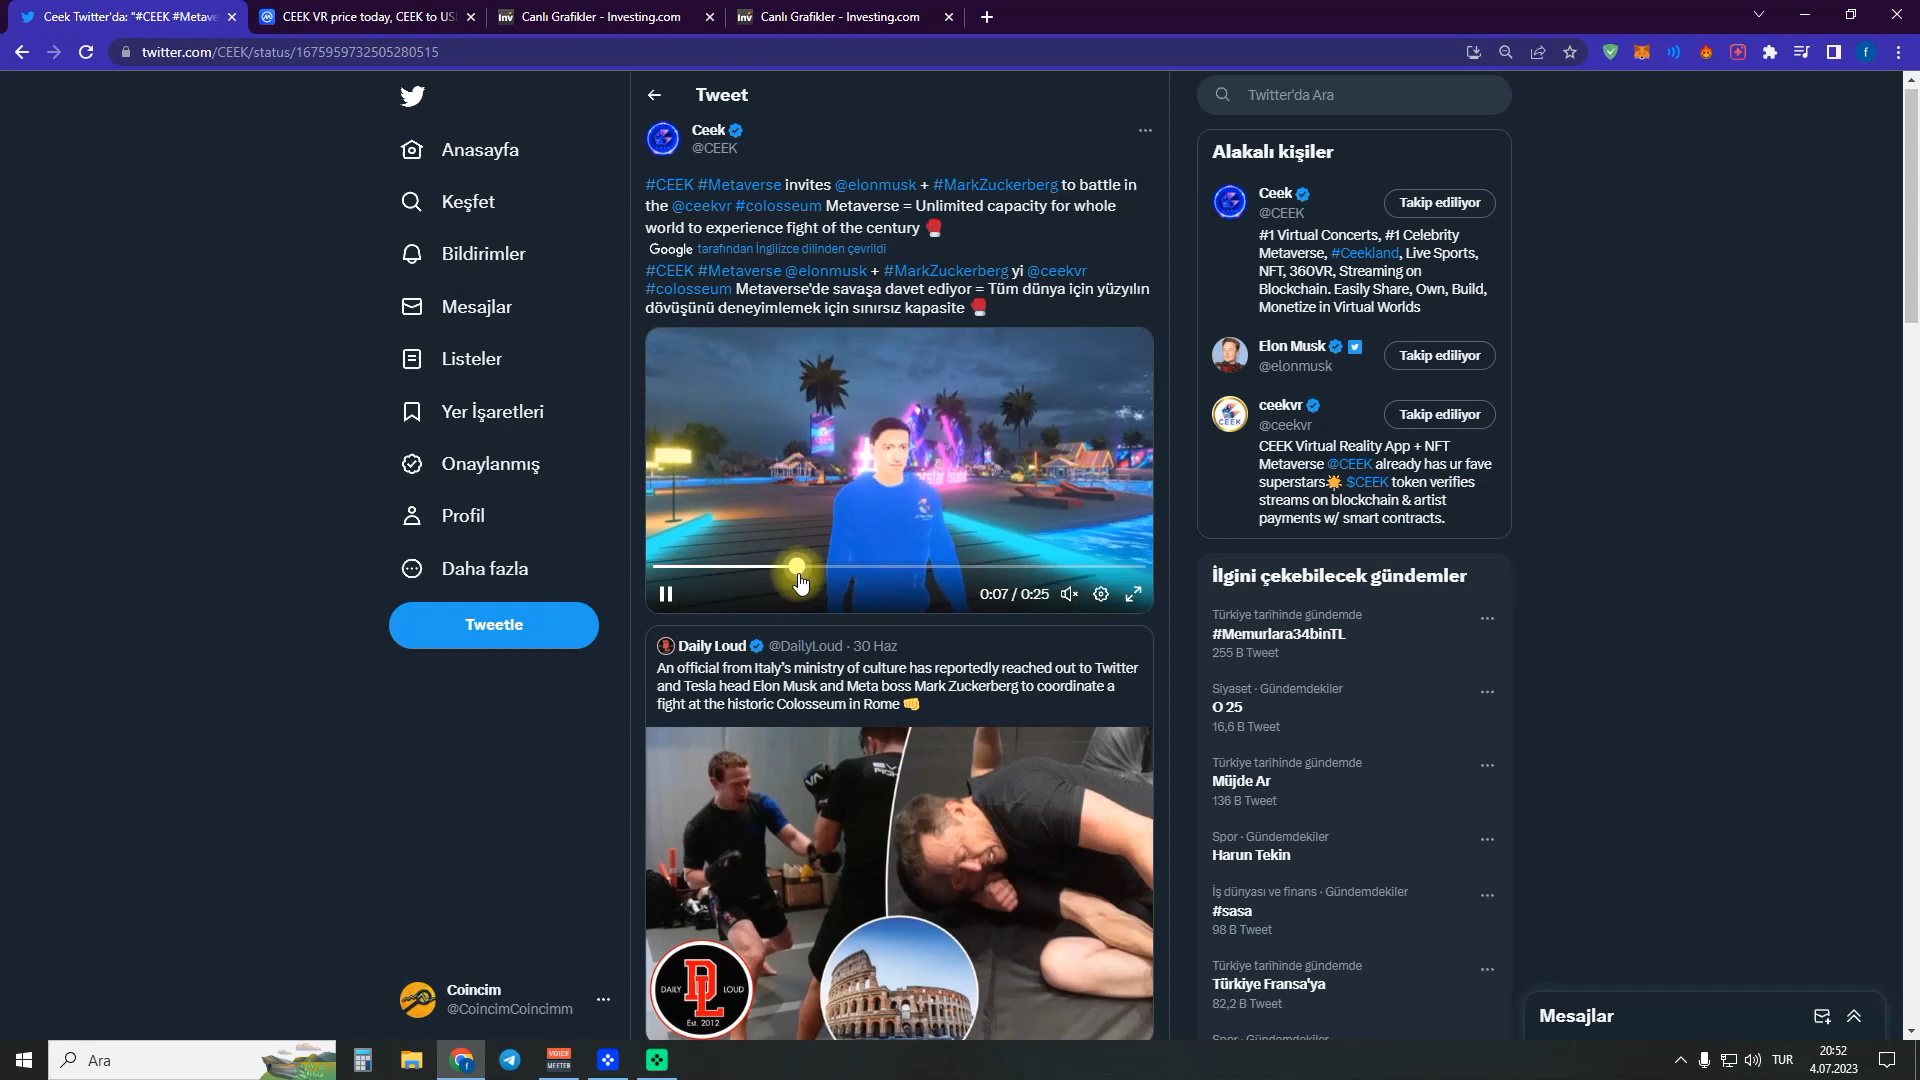 Ceek Twitter'da: "#CEEK #Metave
CEEK VR price today, CEEK to US
Canlı Grafikler - Investing.com
Canlı Grafikler - Investing.com
twitter.com/CEEK/status/1675959732505280515
Anasayfa
Keşfet
Bildirimler
Mesajlar
Listeler
Yer İşaretleri
Onaylanmış
Profil
Daha fazla
Tweetle
Coincim
@CoincimCoincimm
Tweet
Ceek
@CEEK
#CEEK #Metaverse invites @elonmusk + #MarkZuckerberg to battle in
the @ceekvr #colosseum Metaverse = Unlimited capacity for whole
world to experience fight of the century
Google tarafından İngilizce dilinden çevrildi
#CEEK #Metaverse @elonmusk + #MarkZuckerberg yi @ceekvr
#colosseum Metaverse'de savaşa davet ediyor = Tüm dünya için yüzyılın
dövüşünü deneyimlemek için sınırsız kapasite
0:07 / 0:25
Daily Loud @DailyLoud · 30 Haz
An official from Italy's ministry of culture has reportedly reached out to Twitter
and Tesla head Elon Musk and Meta boss Mark Zuckerberg to coordinate a
fight at the historic Colosseum in Rome
DAILY DL LOUD
Est. 2012
Twitter'da Ara
Alakalı kişiler
Ceek
@CEEK
Takip ediliyor
#1 Virtual Concerts, #1 Celebrity
Metaverse, #Ceekland, Live Sports,
NFT, 360VR, Streaming on
Blockchain. Easily Share, Own, Build,
Monetize in Virtual Worlds
Elon Musk
@elonmusk
Takip ediliyor
ceekvr
@ceekvr
Takip ediliyor
CEEK
CEEK Virtual Reality App + NFT
Metaverse @CEEK already has ur fave
superstars $CEEK token verifies
streams on blockchain & artist
payments w/ smart contracts.
İlgini çekebilecek gündemler
Türkiye tarihinde gündemde
#Memurlara34binTL
255 B Tweet
Siyaset · Gündemdekiler
O 25
16,6 B Tweet
Türkiye tarihinde gündemde
Müjde Ar
136 B Tweet
Spor · Gündemdekiler
Harun Tekin
İş dünyası ve finans · Gündemdekiler
#sasa
98 B Tweet
Türkiye tarihinde gündemde
Türkiye Fransa'ya
82,2 B Tweet
Spor · Gündemdekiler
Mesajlar
Ara
VOICE
MEETER
TUR
20:52
4.07.2023